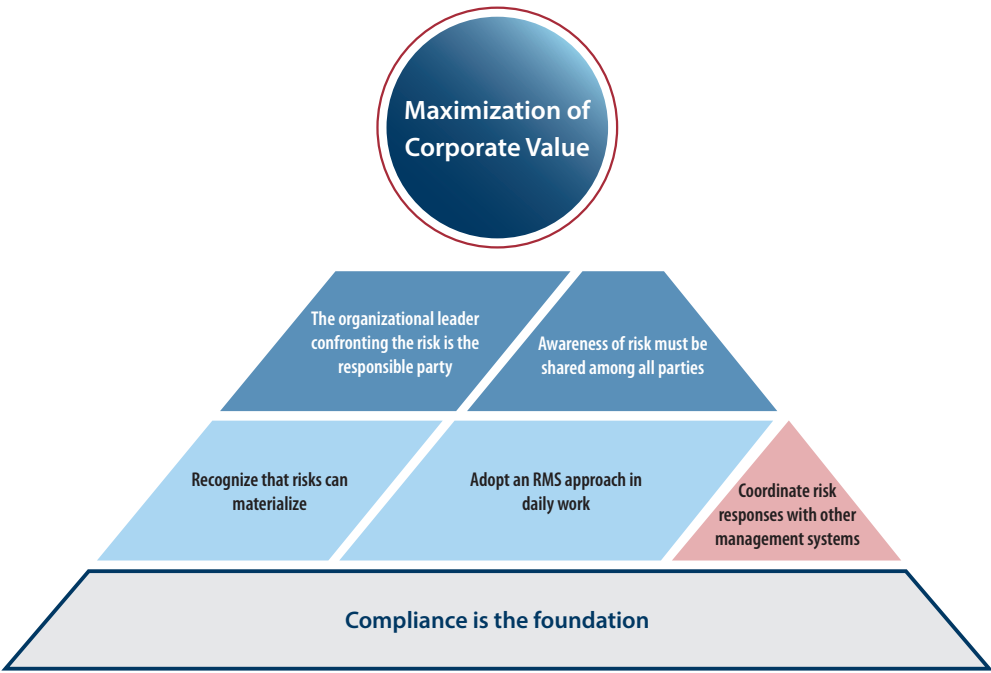 Maximization of
Corporate Value
The organizational leader
confronting the risk is the
responsible party
Awareness of risk must be
shared among all parties
Recognize that risks can
materialize
Adopt an RMS approach in
daily work
Coordinate risk
responses with other
management systems
Compliance is the foundation